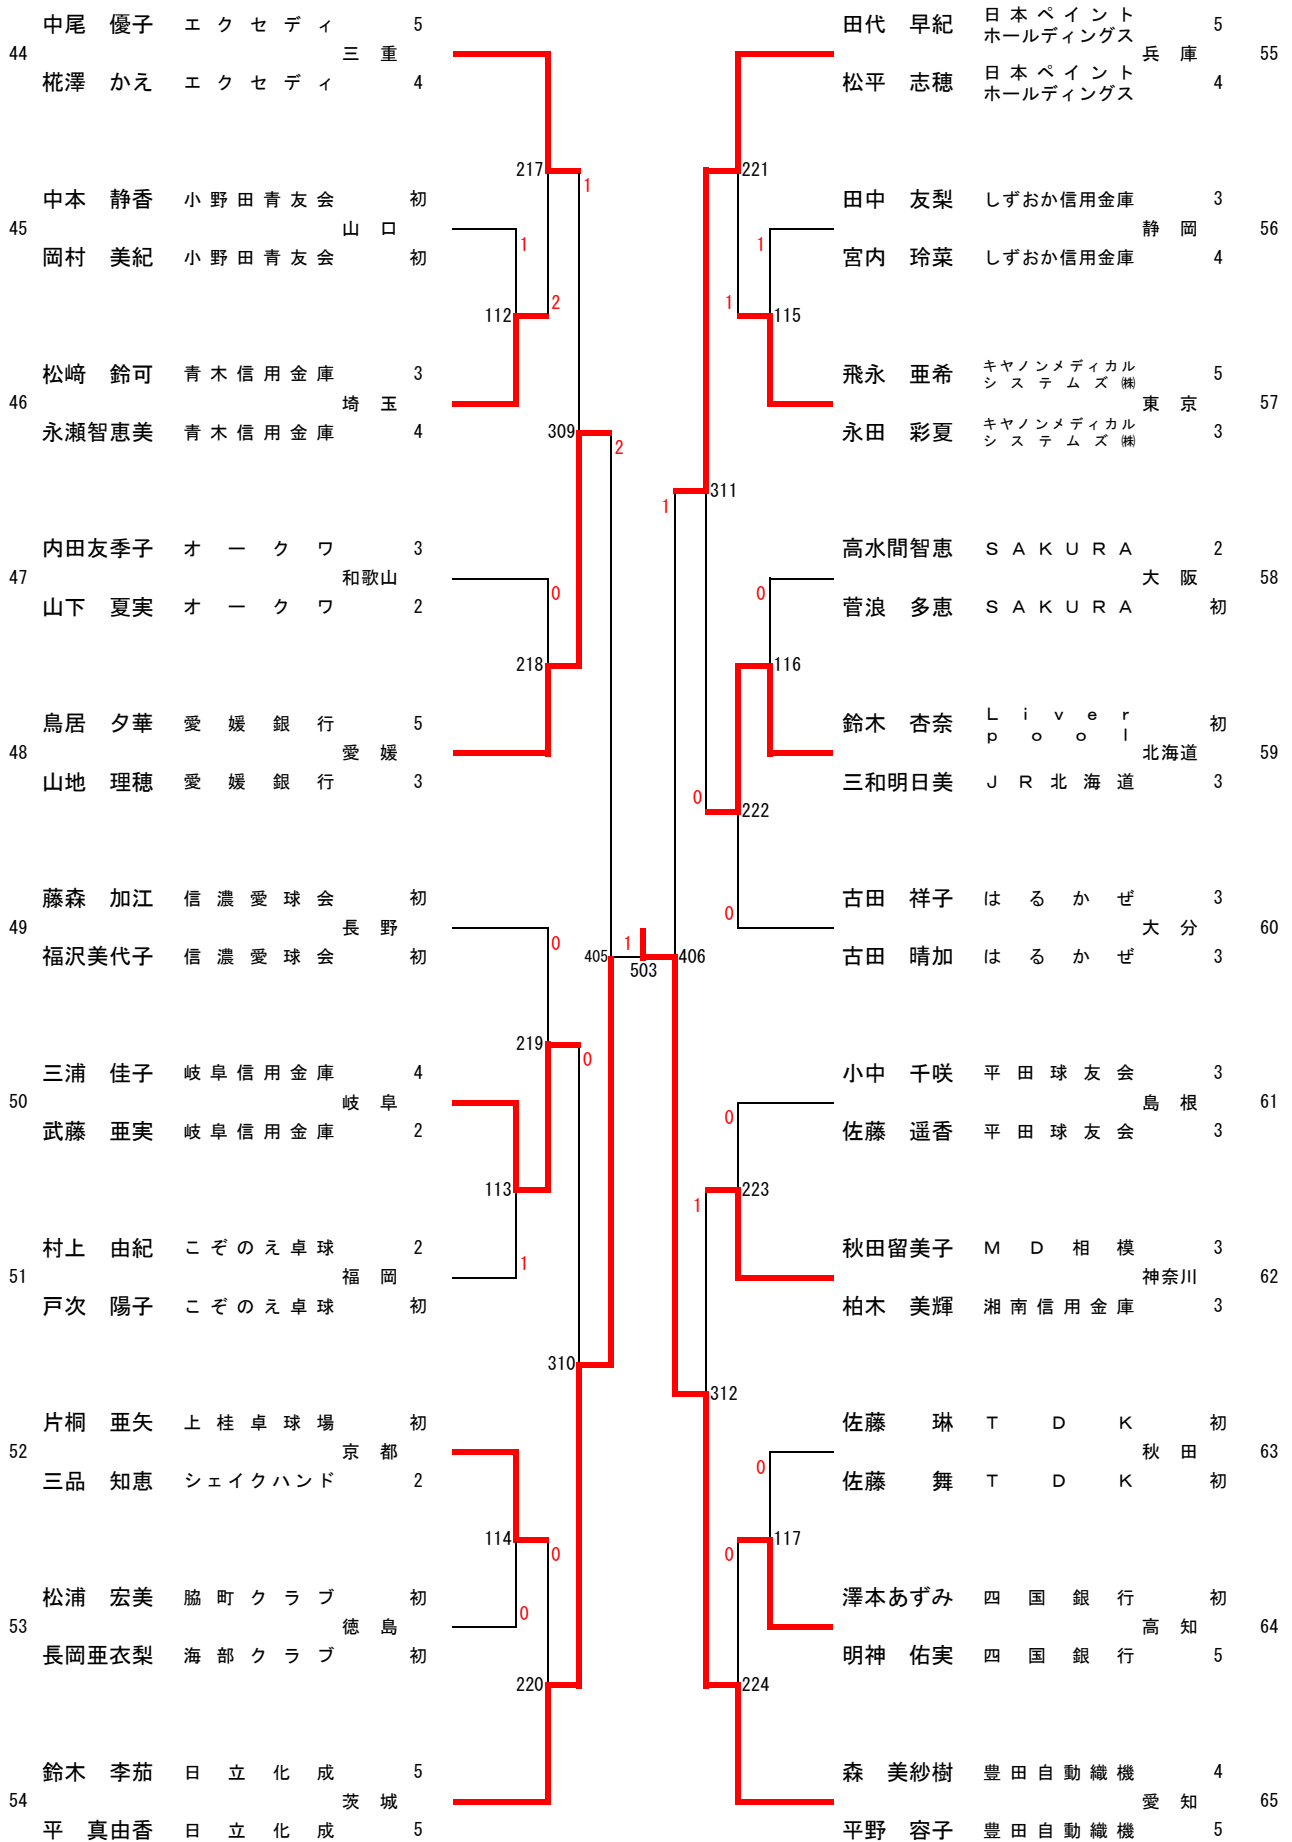 中尾　優子　エクセディ　5
44　三重
椛澤　かえ　エクセディ　4
217
1
中本　静香　小野田青友会　初
45　山口
岡村　美紀　小野田青友会　初
1
2
112
松﨑　鈴可　青木信用金庫　3
46　埼玉
永瀬智恵美　青木信用金庫　4
309
2
内田友季子　オークワ　3
47　和歌山
山下　夏実　オークワ　2
0
218
鳥居　夕華　愛媛銀行　5
48　愛媛
山地　理穂　愛媛銀行　3
藤森　加江　信濃愛球会　初
49　長野
福沢美代子　信濃愛球会　初
0
405
219
0
三浦　佳子　岐阜信用金庫　4
50　岐阜
武藤　亜実　岐阜信用金庫　2
113
村上　由紀　こぞのえ卓球　2
51　福岡
戸次　陽子　こぞのえ卓球　初
1
310
片桐　亜矢　上桂卓球場　初
52　京都
三品　知恵　シェイクハンド　2
114
0
松浦　宏美　脇町クラブ　初
53　徳島
長岡亜衣梨　海部クラブ　初
0
220
鈴木　李茄　日立化成　5
54　茨城
平　真由香　日立化成　5
1
503
田代　早紀　日本ペイント
ホールディングス　5
兵庫　55
松平　志穂　日本ペイント
ホールディングス　4
221
田中　友梨　しずおか信用金庫　3
静岡　56
宮内　玲菜　しずおか信用金庫　4
1
1
115
飛永　亜希　キヤノンメディカル
システムズ㈱　5
東京　57
永田　彩夏　キヤノンメディカル
システムズ㈱　3
311
1
高水間智恵　ＳＡＫＵＲＡ　2
大阪　58
菅浪　多恵　ＳＡＫＵＲＡ　初
0
116
鈴木　杏奈　Ｌｉｖｅｒ
ｐｏｏｌ　初
北海道　59
三和明日美　ＪＲ北海道　3
0
222
古田　祥子　はるかぜ　3
大分　60
古田　晴加　はるかぜ　3
0
406
小中　千咲　平田球友会　3
島根　61
佐藤　遥香　平田球友会　3
0
223
1
秋田留美子　ＭＤ相模　3
神奈川　62
柏木　美輝　湘南信用金庫　3
312
佐藤　琳　ＴＤＫ　初
秋田　63
佐藤　舞　ＴＤＫ　初
0
117
0
澤本あずみ　四国銀行　初
高知　64
明神　佑実　四国銀行　5
224
森　美紗樹　豊田自動織機　4
愛知　65
平野　容子　豊田自動織機　5